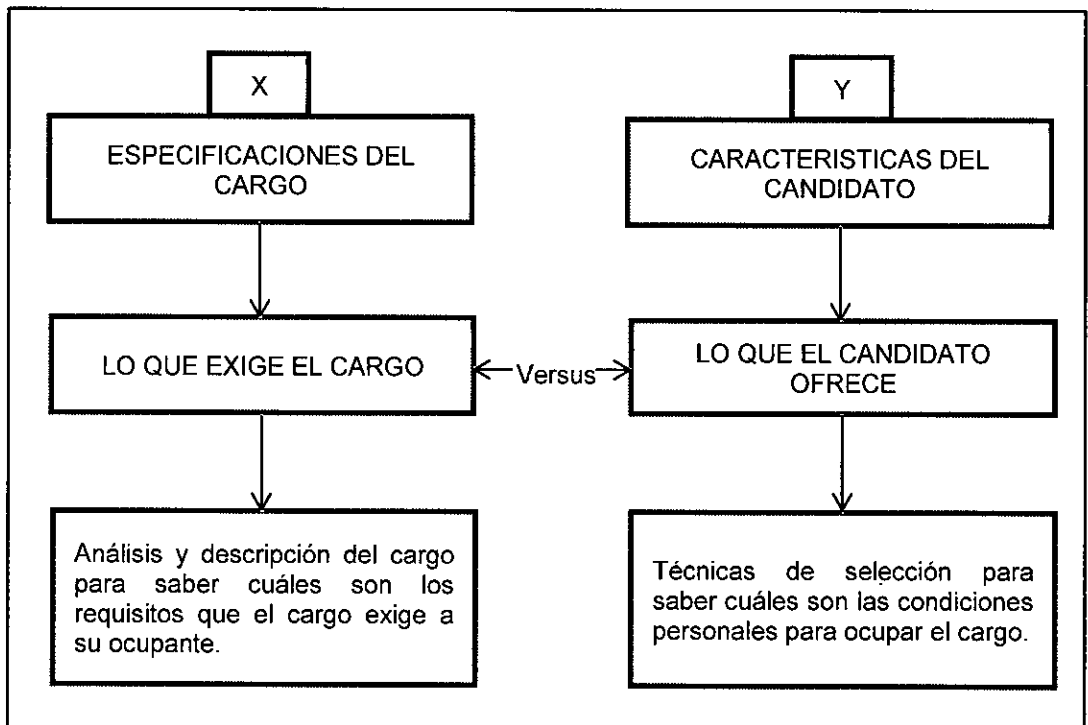 X
ESPECIFICACIONES DEL
CARGO
Y
CARACTERISTICAS DEL
CANDIDATO
LO QUE EXIGE EL CARGO
Versus
LO QUE EL CANDIDATO
OFRECE
Análisis y descripción del cargo
para saber cuáles son los
requisitos que el cargo exige a
su ocupante.
Técnicas de selección para
saber cuáles son las condiciones
personales para ocupar el cargo.